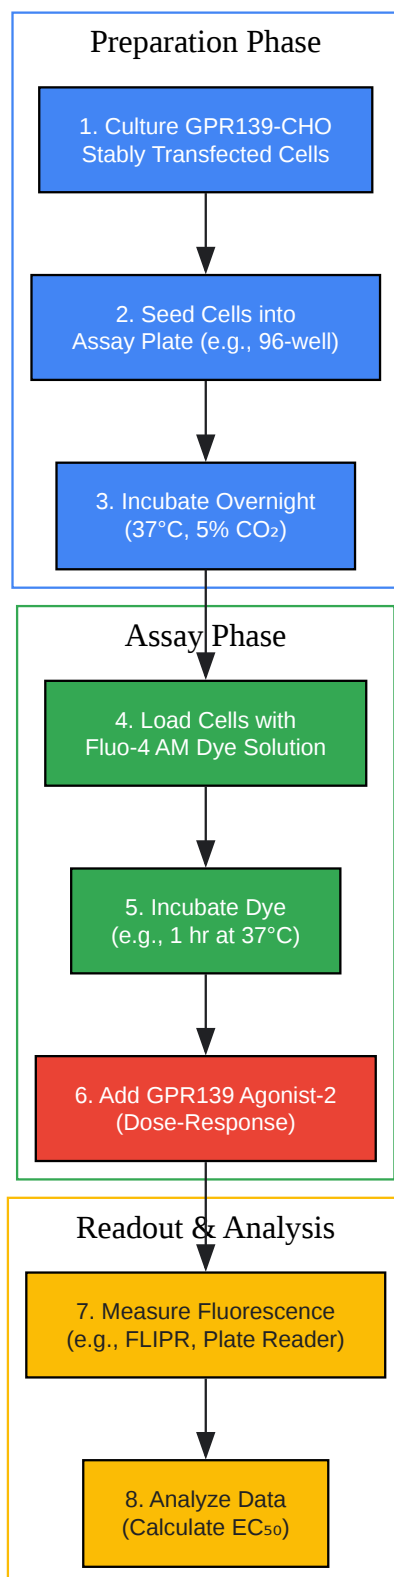 Preparation Phase
1. Culture GPR139-CHO
Stably Transfected Cells
2. Seed Cells into
Assay Plate (e.g., 96-well)
3. Incubate Overnight
(37°C, 5% CO₂)
Assay Phase
4. Load Cells with
Fluo-4 AM Dye Solution
5. Incubate Dye
(e.g., 1 hr at 37°C)
6. Add GPR139 Agonist-2
(Dose-Response)
Readout & Analysis
7. Measure Fluorescence
(e.g., FLIPR, Plate Reader)
8. Analyze Data
(Calculate EC₅₀)